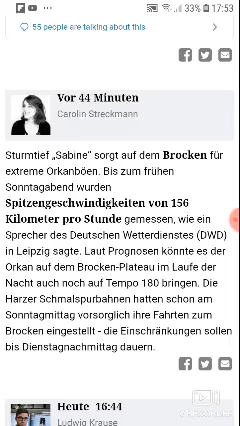 33% 17:53
55 people are talking about this
Vor 44 Minuten
Carolin Streckmann
Sturmtief „Sabine“ sorgt auf dem Brocken für
extreme Orkanböen. Bis zum frühen
Sonntagabend wurden
Spitzengeschwindigkeiten von 156
Kilometer pro Stunde gemessen, wie ein
Sprecher des Deutschen Wetterdienstes (DWD)
in Leipzig sagte. Laut Prognosen könnte es der
Orkan auf dem Brocken-Plateau im Laufe der
Nacht auch noch auf Tempo 180 bringen. Die
Harzer Schmalspurbahnen hatten schon am
Sonntagmittag vorsorglich ihre Fahrten zum
Brocken eingestellt - die Einschränkungen sollen
bis Dienstagnachmittag dauern.
Heute 16:44
Ludwig Krause